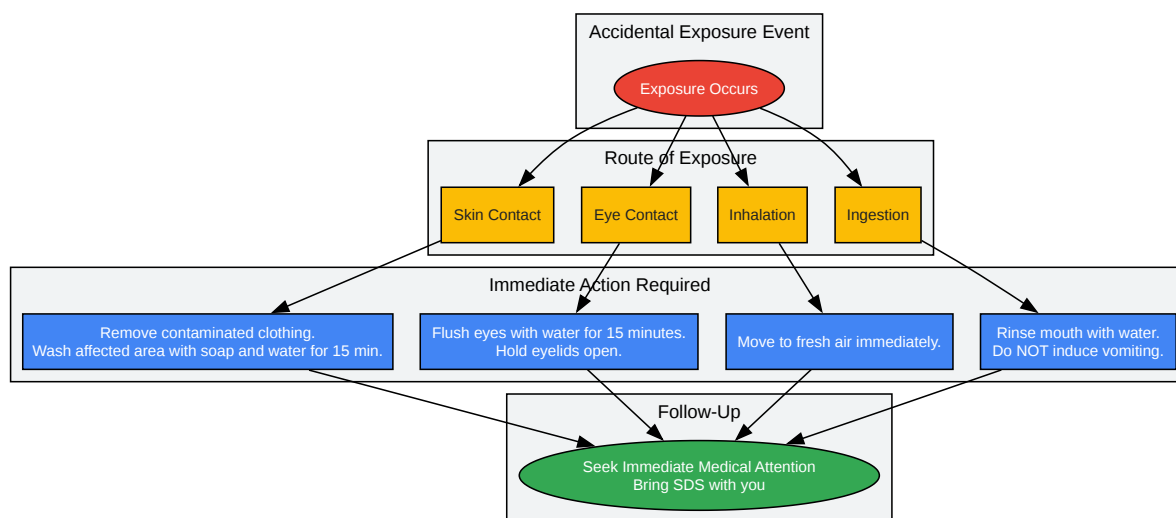 Accidental Exposure Event
Exposure Occurs
Route of Exposure
Skin Contact
Eye Contact
Inhalation
Ingestion
Immediate Action Required
Remove contaminated clothing.
Wash affected area with soap and water for 15 min.
Flush eyes with water for 15 minutes.
Hold eyelids open.
Move to fresh air immediately.
Rinse mouth with water.
Do NOT induce vomiting.
Follow-Up
Seek Immediate Medical Attention
Bring SDS with you